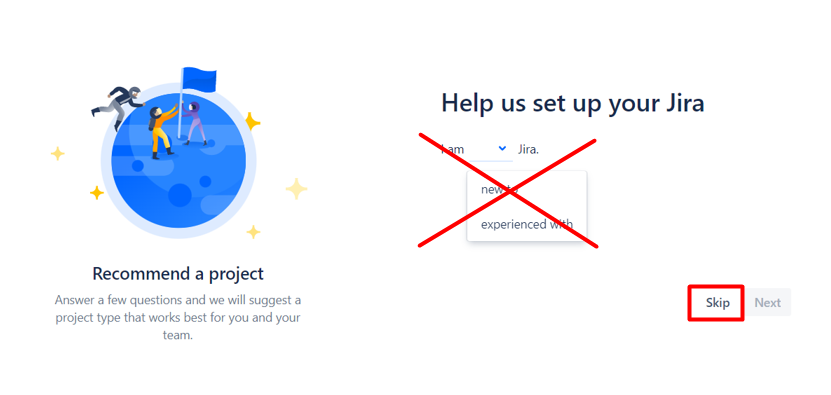 Help us set up your Jira
I am Jira.
new to
experienced with
Recommend a project
Answer a few questions and we will suggest a
project type that works best for you and your
team.
Skip Next